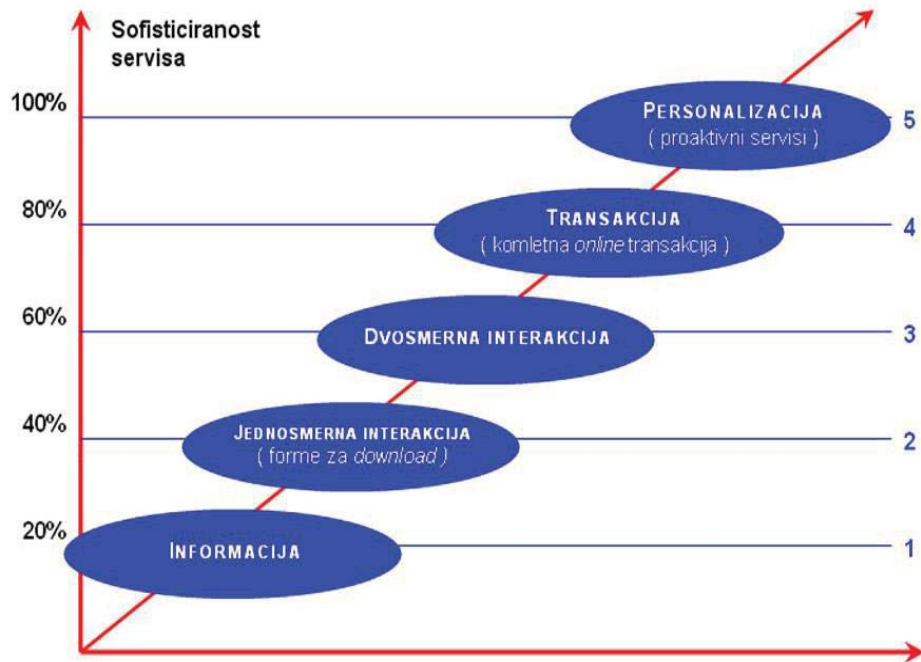 Sofisticiranost
servisa
100%
PERSONALIZACIJA
( proaktivni servisi )
5
80%
TRANSAKCIJA
( komletna online transakcija )
4
60%
DVOSMERNA INTERAKCIJA
3
40%
JEDNOSMERNA INTERAKCIJA
( forme za download )
2
20%
INFORMACIJA
1